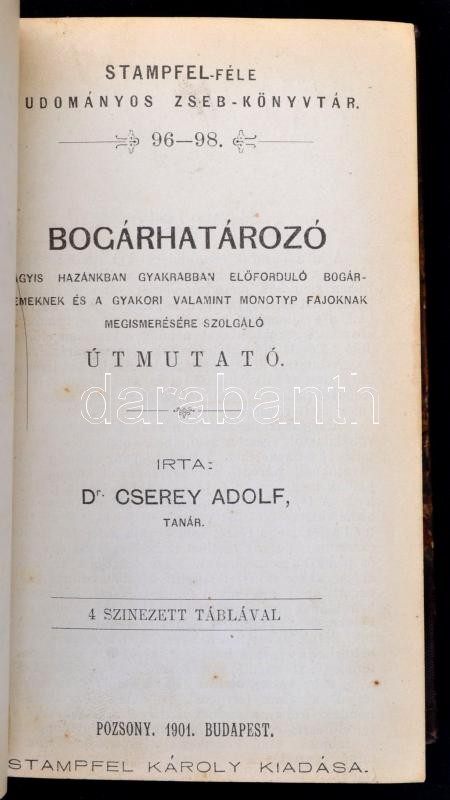 STAMPFEL-FÉLE
UDOMÁNYOS ZSEB-KÖNYVTÁR.
96—98.
BOGÁRHATÁROZÓ
AGYIS HAZÁNKBAN GYAKRABBAN ELŐFORDULÓ BOGÁR-
EMEKNEK ÉS A GYAKORI VALAMINT MONOTYP FAJOKNAK
MEGISMERÉSÉRE SZOLGÁLÓ
ÚTMUTATÓ.
darabanth
IRTA:
Dr. CSEREY ADOLF,
TANÁR.
4 SZINEZETT TÁBLÁVAL
POZSONY. 1901. BUDAPEST.
STAMPFEL KÁROLY KIADÁSA.